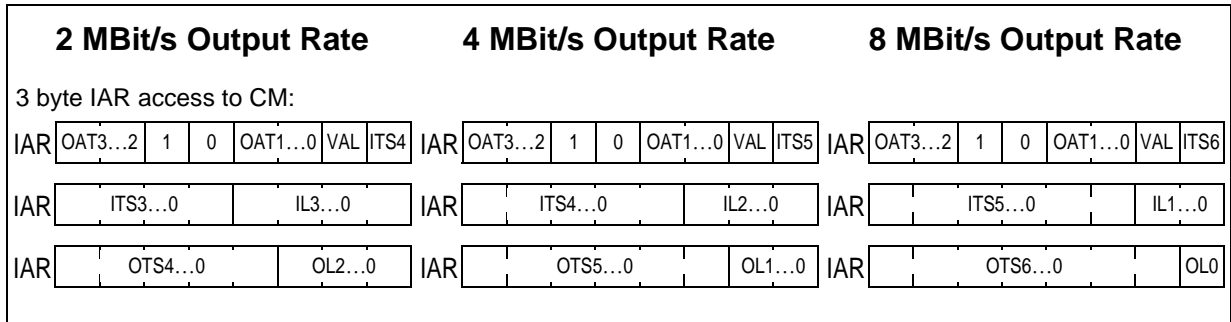 2 MBit/s Output Rate 4 MBit/s Output Rate 8 MBit/s Output Rate
3 byte IAR access to CM:
IAR OAT3...2 1 0 OAT1...0 VAL ITS4 IAR OAT3...2 1 0 OAT1...0 VAL ITS5 IAR OAT3...2 1 0 OAT1...0 VAL ITS6
IAR ITS3...0 IL3...0 IAR ITS4...0 IL2...0 IAR ITS5...0 IL1...0
IAR OTS4...0 OL2...0 IAR OTS5...0 OL1...0 IAR OTS6...0 OL0